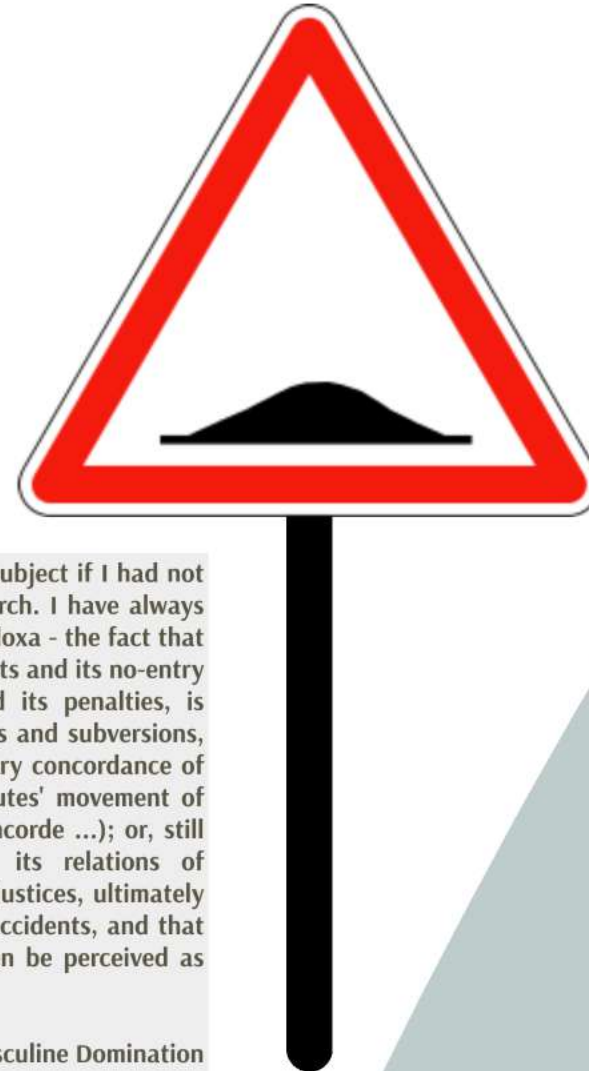 ubject if I had not
rch. I have always
loxa - the fact that
ts and its no-entry
d its penalties, is
s and subversions,
ry concordance of
utes' movement of
ncorde ...); or, still
its relations of
justices, ultimately
ccidents, and that
n be perceived as
sculine Domination